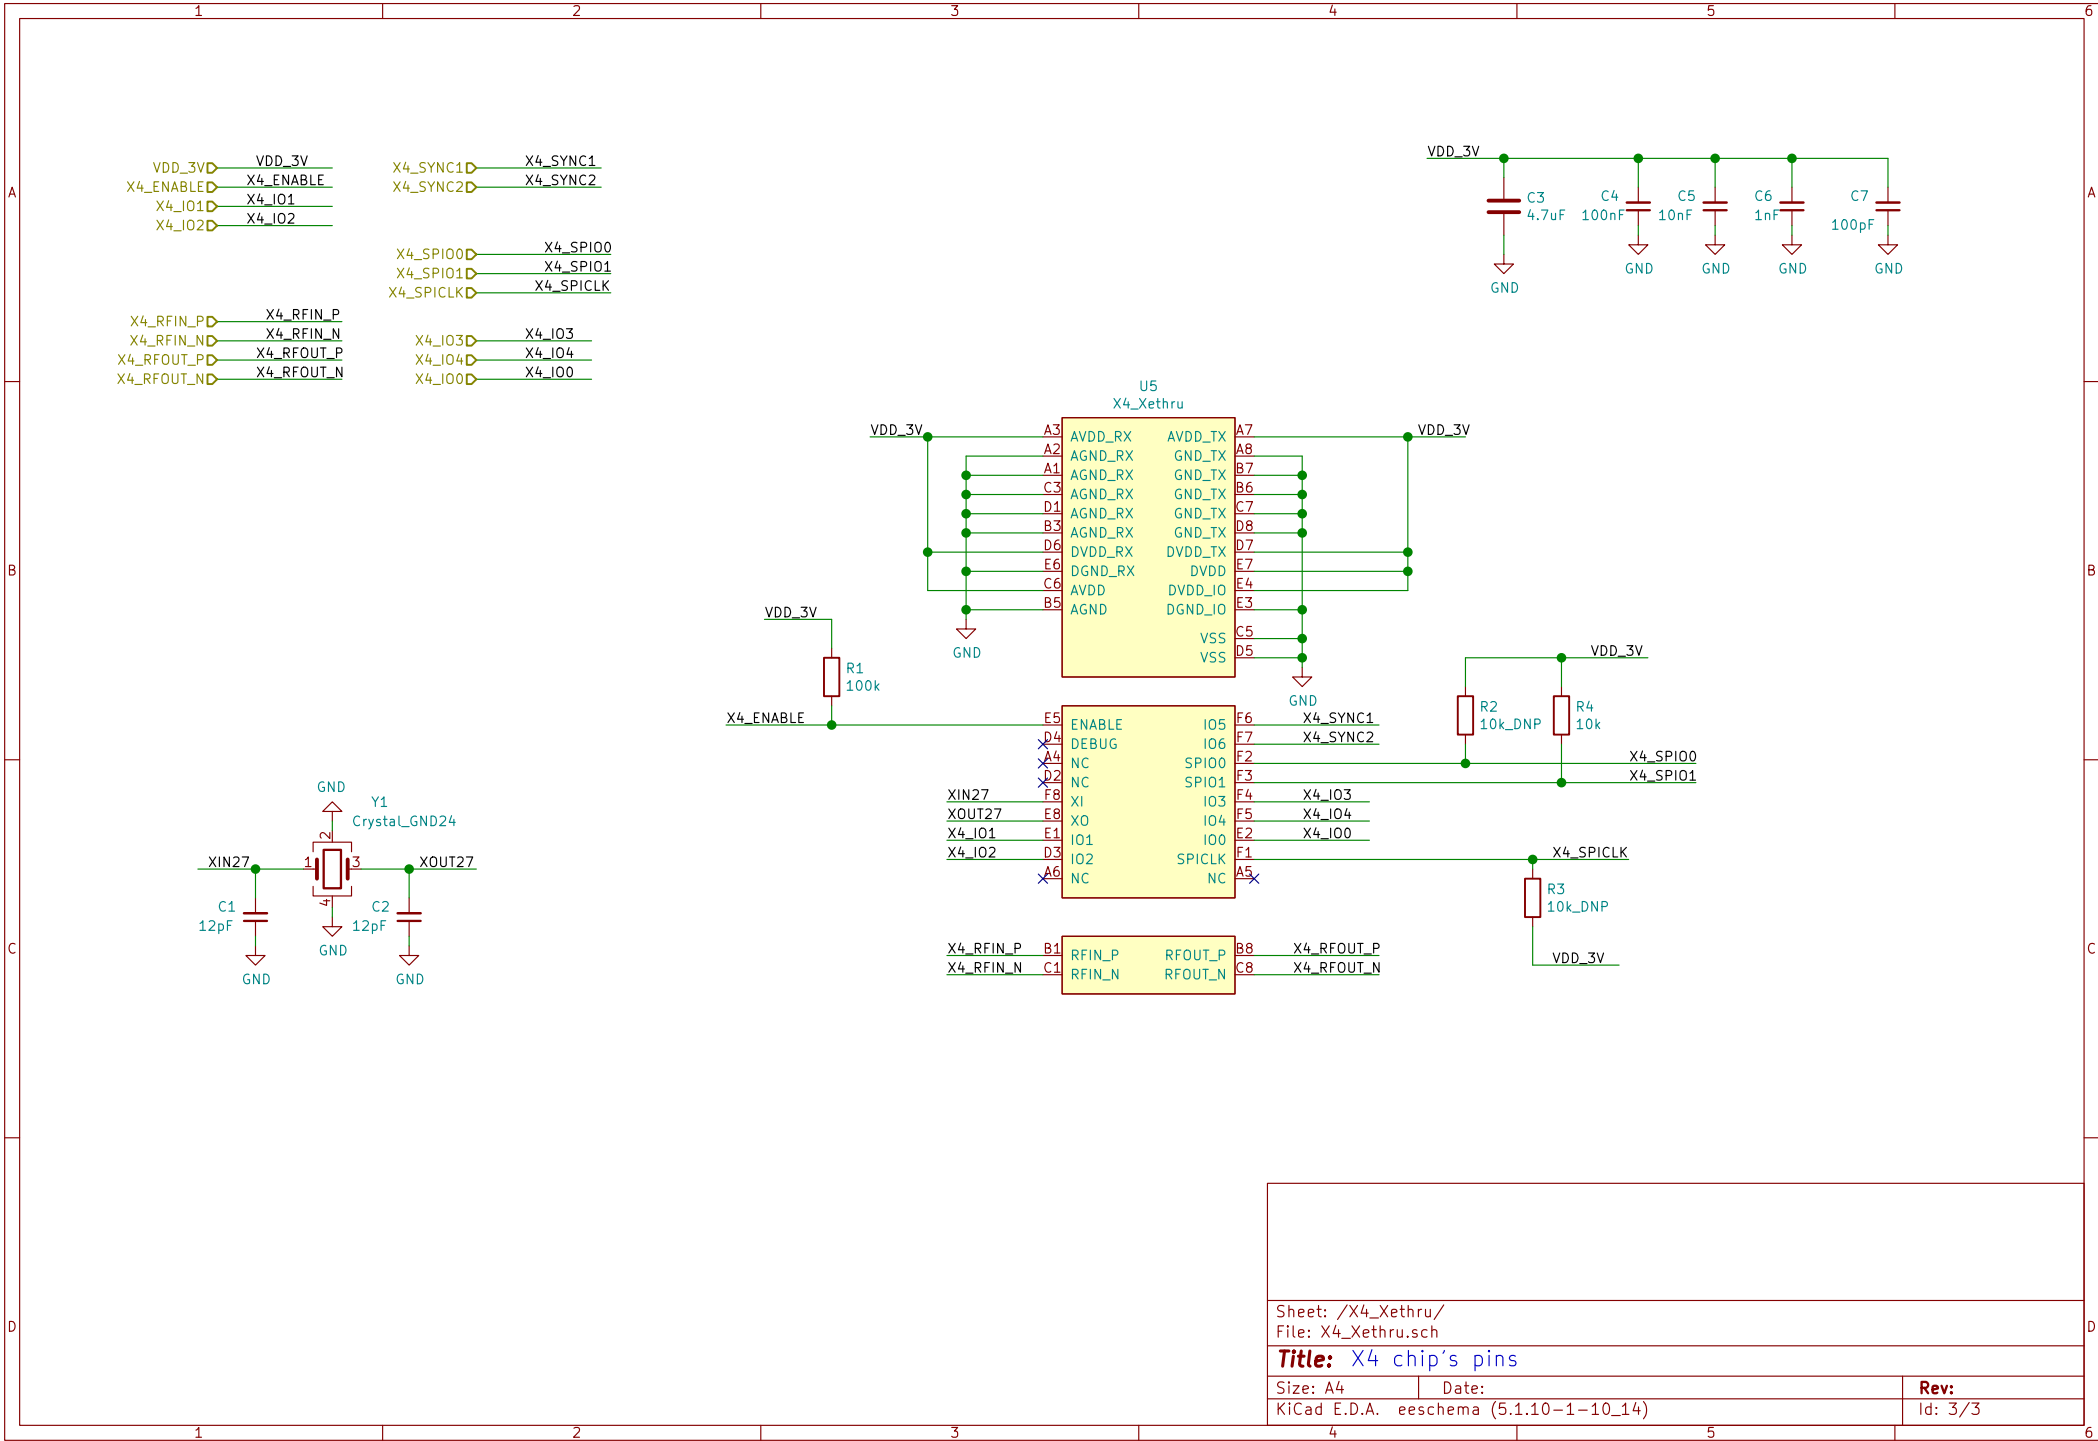 1 2 3 4 5 6
A A
B B
C C
D D
1 2 3 4 5 6
VDD_3V VDD_3V
X4_ENABLE X4_ENABLE
X4_IO1 X4_IO1
X4_IO2 X4_IO2
X4_SYNC1 X4_SYNC1
X4_SYNC2 X4_SYNC2
X4_SPIO0 X4_SPIO0
X4_SPIO1 X4_SPIO1
X4_SPICLK X4_SPICLK
X4_RFIN_P X4_RFIN_P
X4_RFIN_N X4_RFIN_N
X4_RFOUT_P X4_RFOUT_P
X4_RFOUT_N X4_RFOUT_N
X4_IO3 X4_IO3
X4_IO4 X4_IO4
X4_IO0 X4_IO0
VDD_3V
C3
4.7uF
GND
C4
100nF
GND
C5
10nF
GND
C6
1nF
GND
C7
100pF
GND
U5
X4_Xethru
VDD_3V A3 AVDD_RX AVDD_TX A7 VDD_3V
A2 AGND_RX GND_TX A8
A1 AGND_RX GND_TX B7
C3 AGND_RX GND_TX B6
D1 AGND_RX GND_TX C7
B3 AGND_RX GND_TX D8
D6 DVDD_RX DVDD_TX D7
E6 DGND_RX DVDD E7
C6 AVDD DVDD_IO E4
B5 AGND DGND_IO E3
VSS C5
VSS D5
GND
GND
VDD_3V
R1
100k
X4_ENABLE E5 ENABLE IO5 F6 X4_SYNC1
D4 DEBUG IO6 F7 X4_SYNC2
A4 NC SPIO0 F2 X4_SPIO0
D2 NC SPIO1 F3 X4_SPIO1
XIN27 F8 XI IO3 F4 X4_IO3
XOUT27 E8 XO IO4 F5 X4_IO4
X4_IO1 E1 IO1 IO0 E2 X4_IO0
X4_IO2 D3 IO2 SPICLK F1 X4_SPICLK
A6 NC NC A5
VDD_3V
R2
10k_DNP
R4
10k
R3
10k_DNP
VDD_3V
X4_RFIN_P B1 RFIN_P RFOUT_P B8 X4_RFOUT_P
X4_RFIN_N C1 RFIN_N RFOUT_N C8 X4_RFOUT_N
GND
Y1
Crystal_GND24
2
XIN27 1 3 XOUT27
4
C1
12pF
C2
12pF
GND
GND
GND
Sheet: /X4_Xethru/
File: X4_Xethru.sch
Title: X4 chip's pins
Size: A4 Date: Rev:
KiCad E.D.A. eeschema (5.1.10-1-10_14) Id: 3/3